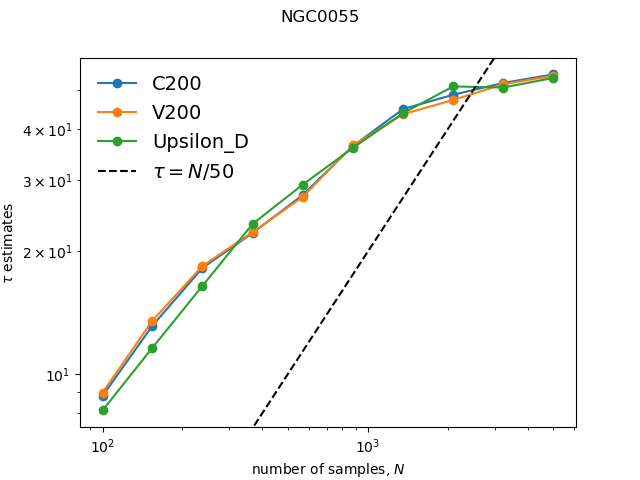 NGC0055
C200
V200
Upsilon_D
τ = N/50
4 × 10¹
3 × 10¹
2 × 10¹
10¹
τ estimates
10² 10³
number of samples, N